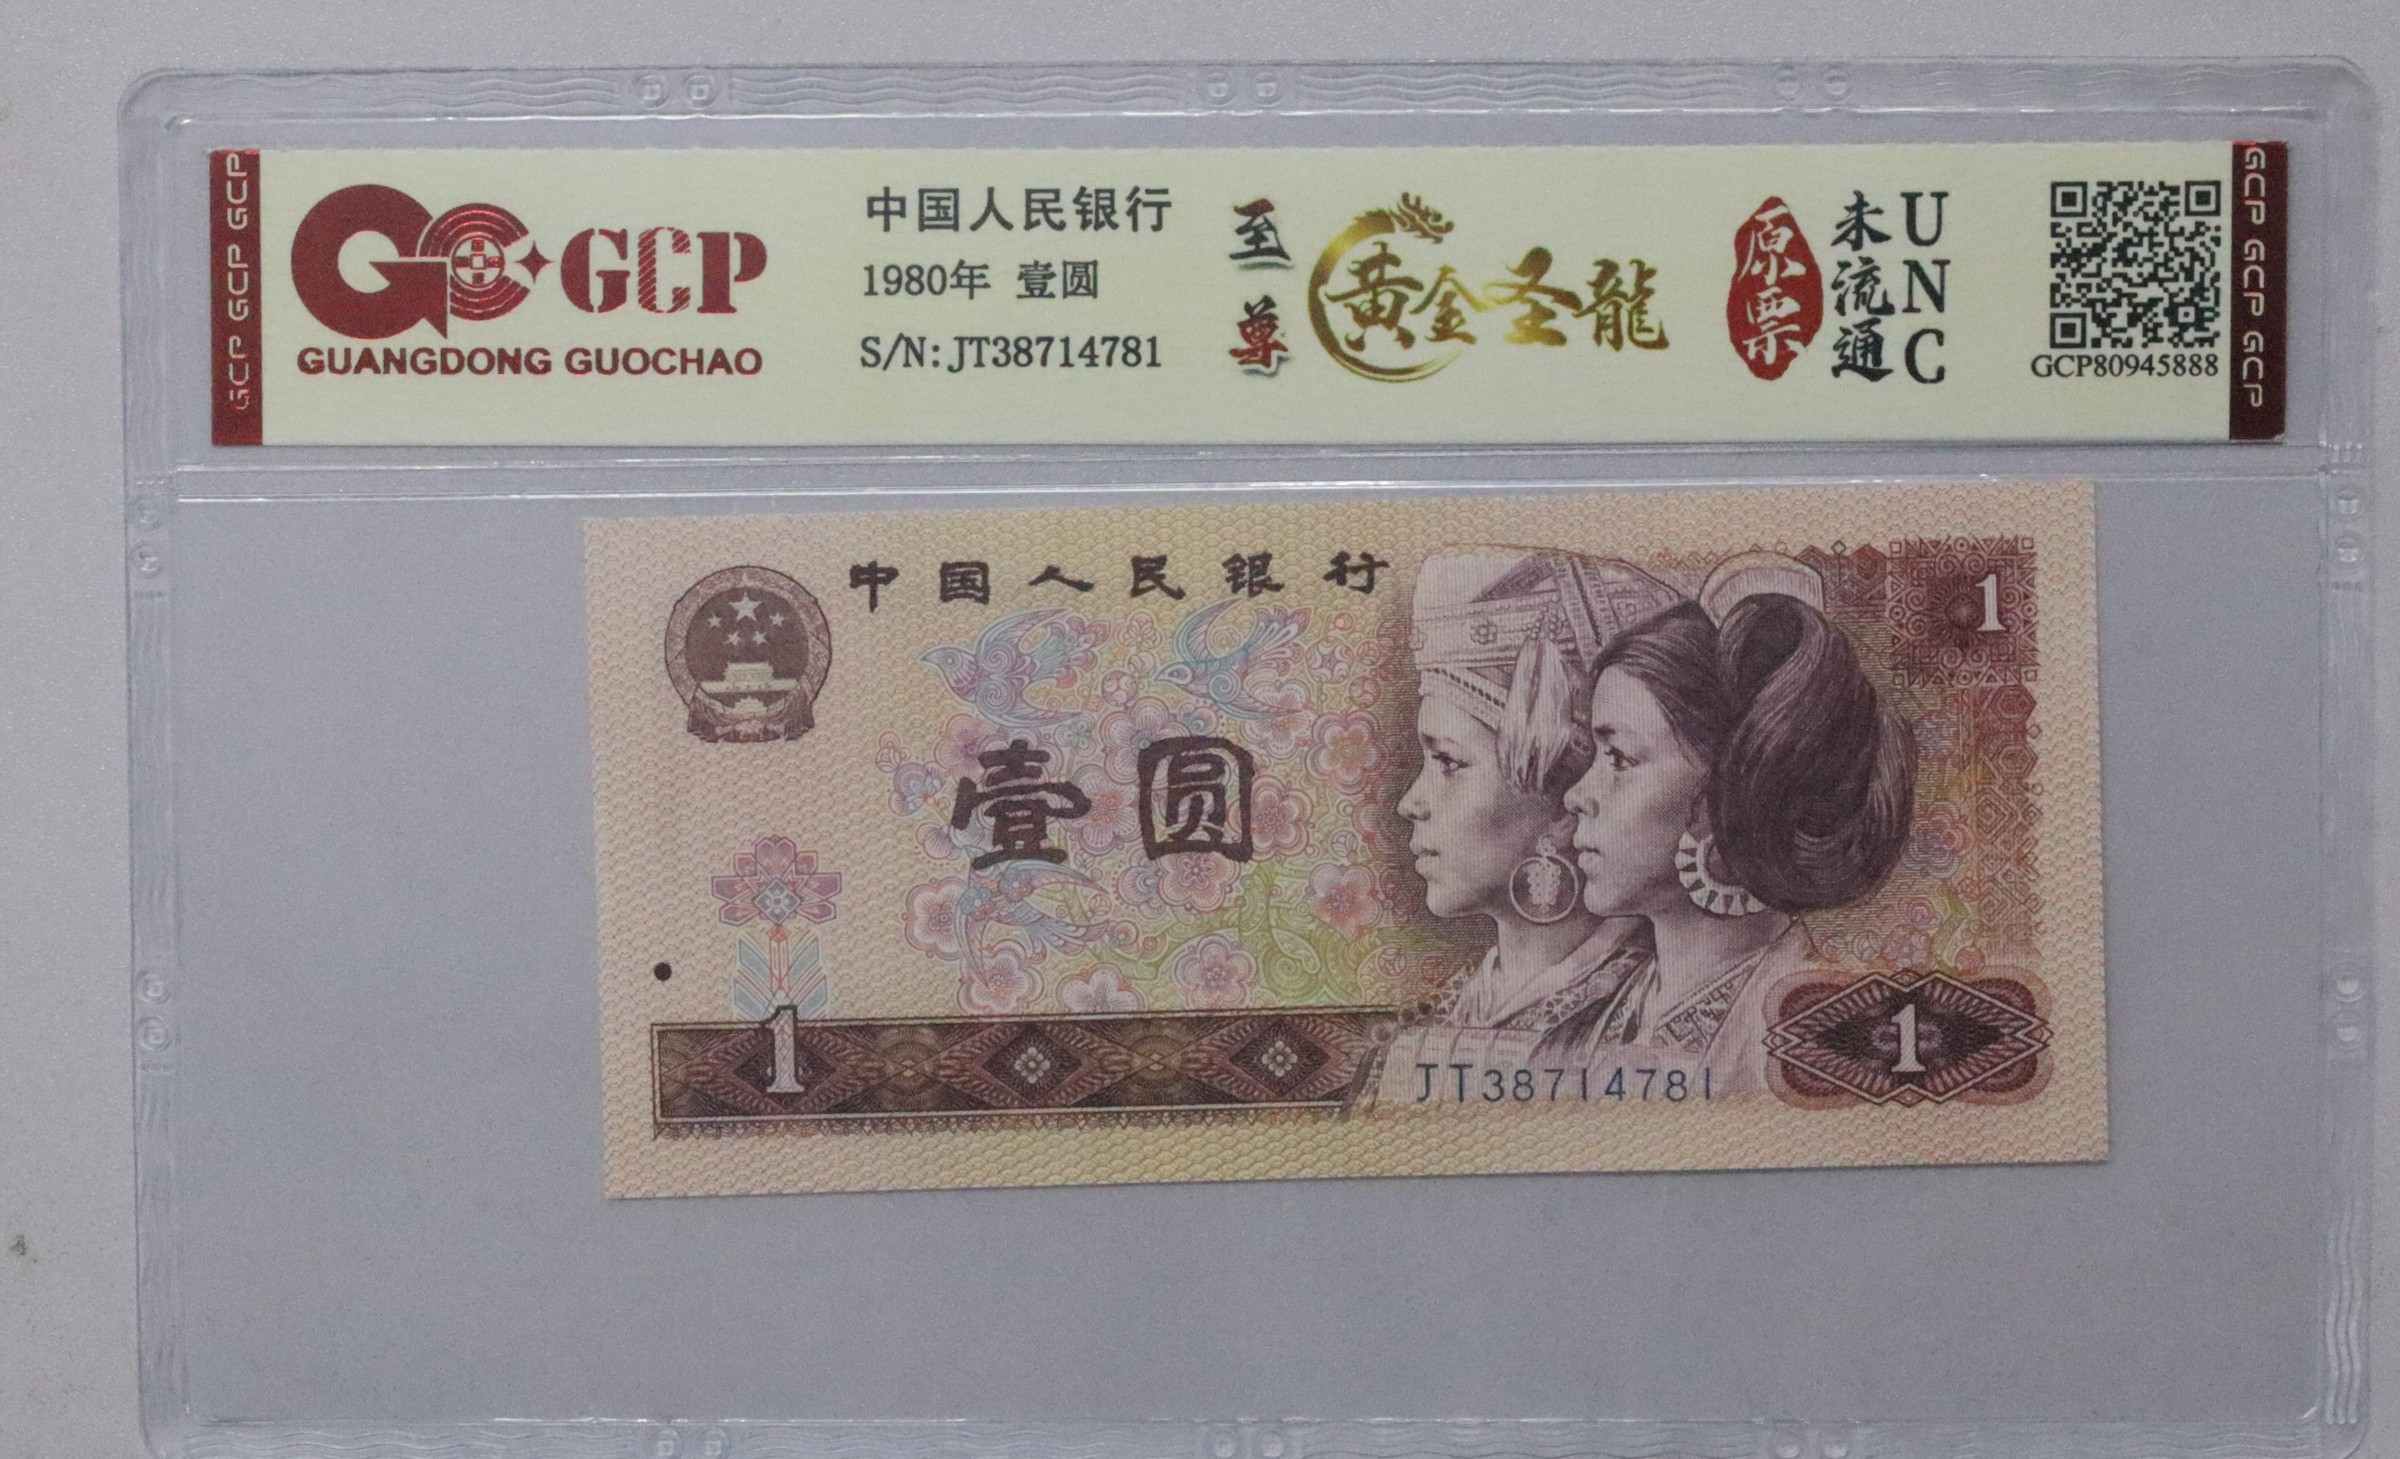 GCP GCP GCP
GCP
GUANGDONG GUOCHAO
中国人民银行
1980年 壹圆
S/N: JT38714781
至尊
黄金圣龍
原票
未流通
UNC
GCP80945888
GCP GCP GCP
中国人民银行
1
壹圆
1
1
JT38714781